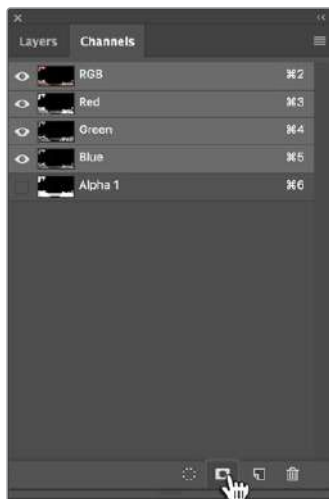 Layers Channels
RGB ⌘2
Red ⌘3
Green ⌘4
Blue ⌘5
Alpha 1 ⌘6